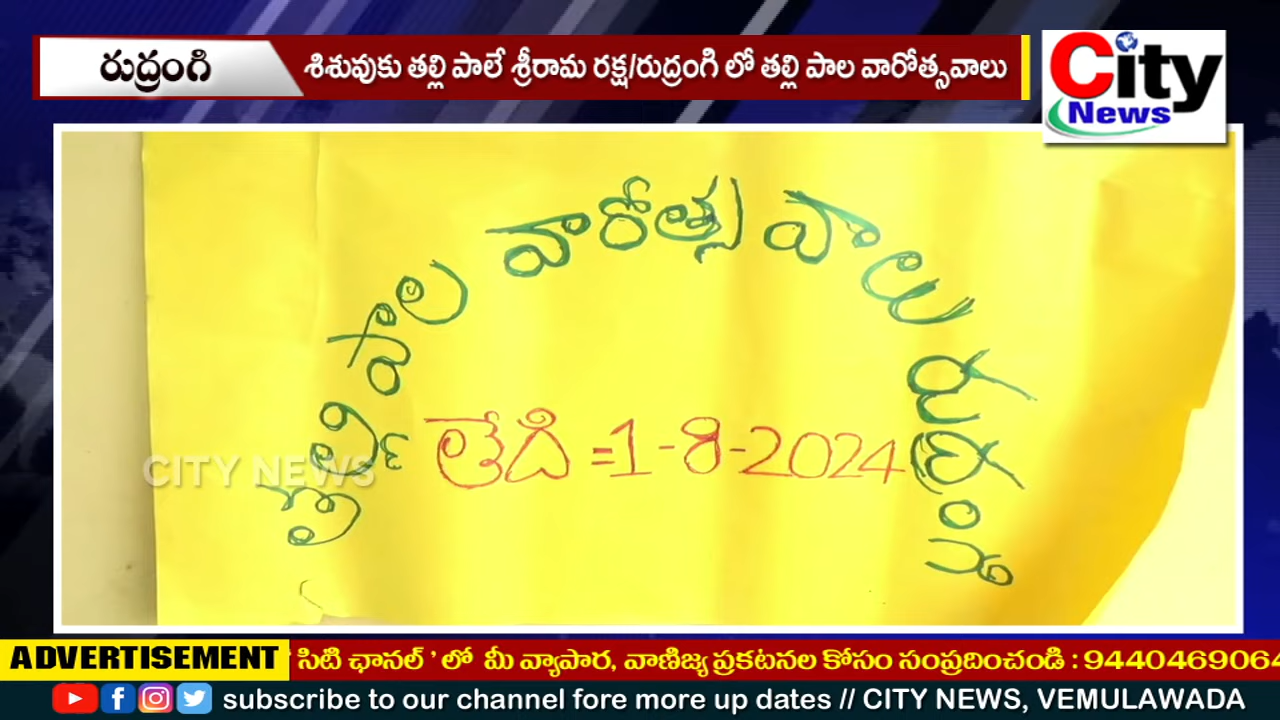 రుద్రంగి
శిశువుకు తల్లి పాలే శ్రీరామ రక్ష/రుద్రంగి లో తల్లి పాల వారోత్సవాలు
City
News
తల్లి పాల వారోత్సవాలు రుద్రంగి
తేది =1-8-2024
CITY NEWS
ADVERTISEMENT
' సిటి ఛానల్ ' లో మీ వ్యాపార, వాణిజ్య ప్రకటనల కోసం సంప్రదించండి : 9440469064
subscribe to our channel fore more up dates // CITY NEWS, VEMULAWADA